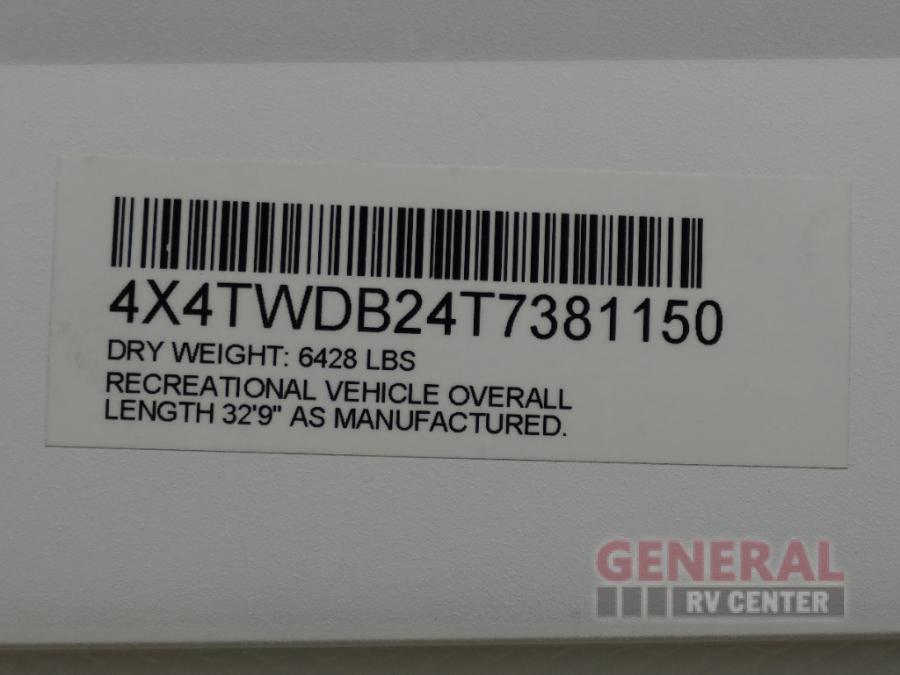 4X4TWDB24T7381150
DRY WEIGHT: 6428 LBS
RECREATIONAL VEHICLE OVERALL
LENGTH 32'9" AS MANUFACTURED.
GENERAL
RV CENTER